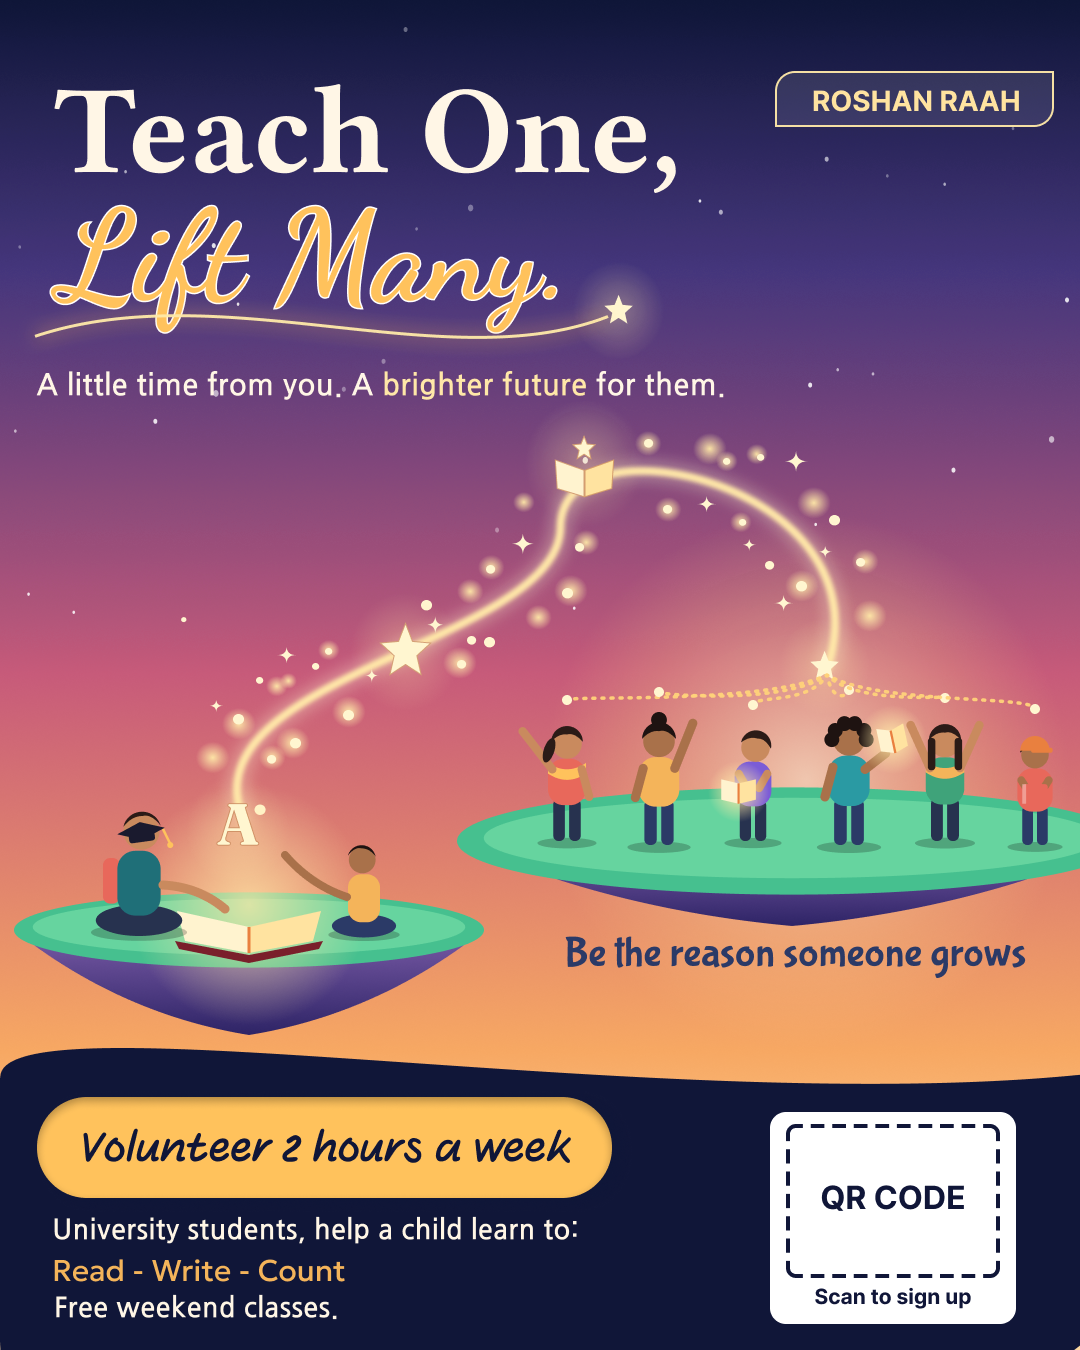 Teach One,
ROSHAN RAAH
Lift Many.
A little time from you. A brighter future for them.
A
Be the reason someone grows
Volunteer 2 hours a week
University students, help a child learn to:
Read - Write - Count
Free weekend classes.
QR CODE
Scan to sign up